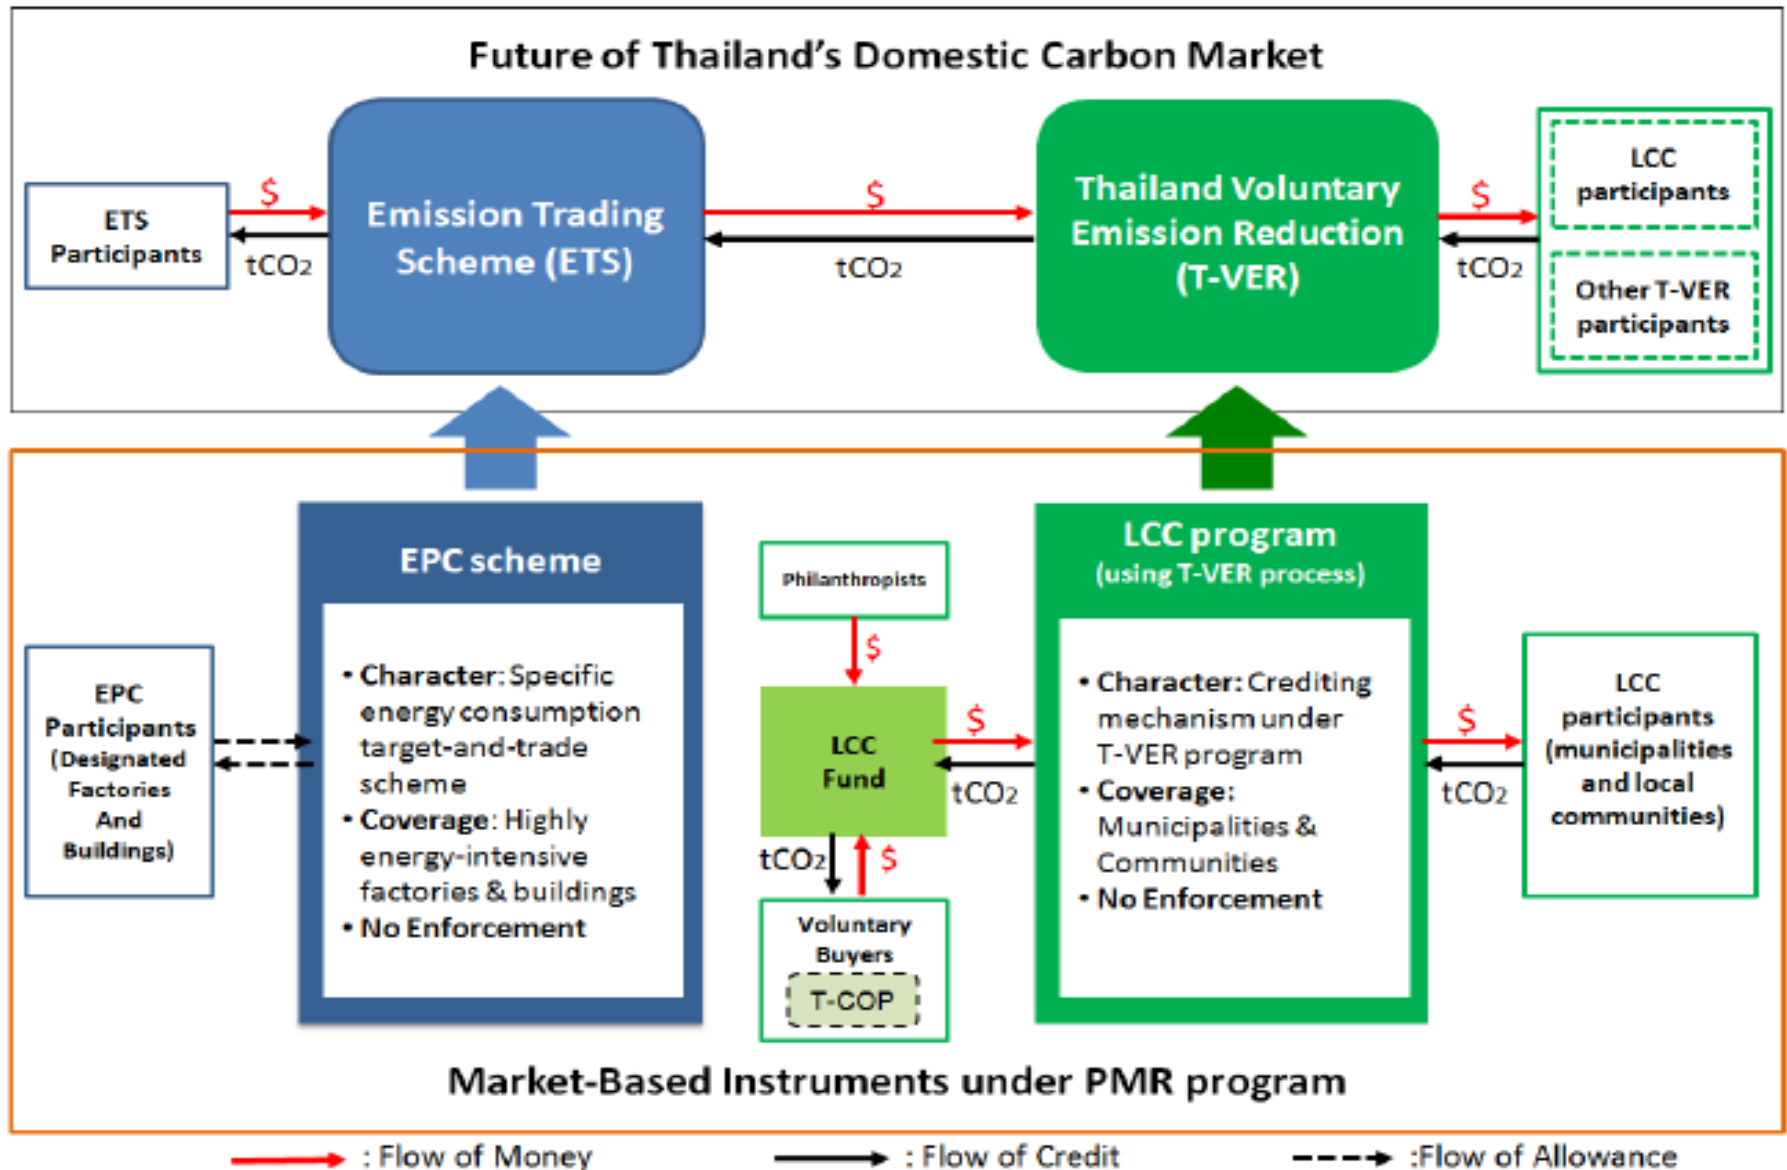 Future of Thailand's Domestic Carbon Market
ETS
Participants
$
tCO2
Emission Trading
Scheme (ETS)
$
tCO2
Thailand Voluntary
Emission Reduction
(T-VER)
$
tCO2
LCC
participants
Other T-VER
participants
EPC scheme
• Character: Specific
energy consumption
target-and-trade
scheme
• Coverage: Highly
energy-intensive
factories & buildings
• No Enforcement
EPC
Participants
(Designated
Factories
And
Buildings)
Philanthropists
$
LCC
Fund
$
tCO2
tCO2
$
Voluntary
Buyers
T-COP
LCC program
(using T-VER process)
• Character: Crediting
mechanism under
T-VER program
• Coverage:
Municipalities &
Communities
• No Enforcement
$
tCO2
LCC
participants
(municipalities
and local
communities)
Market-Based Instruments under PMR program
: Flow of Money
: Flow of Credit
:Flow of Allowance